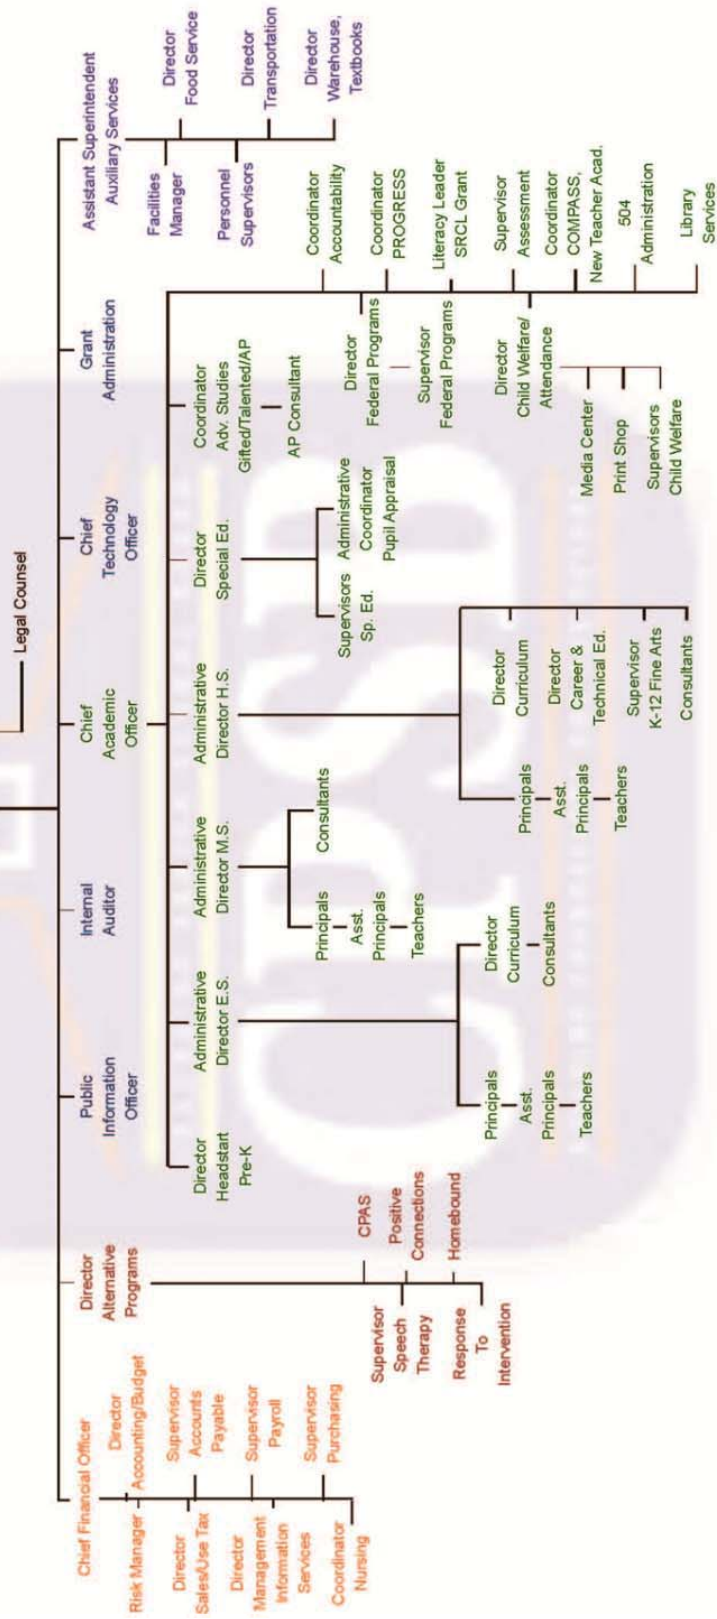 Legal Counsel
Chief Financial Officer
Director
Accounting/Budget
Risk Manager
Supervisor
Accounts
Payable
Director
Sales/Use Tax
Supervisor
Payroll
Director
Management
Information
Services
Supervisor
Purchasing
Coordinator
Nursing
Director
Alternative
Programs
CPAS
Supervisor
Speech
Therapy
Positive
Connections
Homebound
Response
To
Intervention
Public
Information
Officer
Internal
Auditor
Chief
Academic
Officer
Chief
Technology
Officer
Grant
Administration
Assistant Superintendent
Auxiliary Services
Facilities
Manager
Director
Food Service
Personnel
Supervisors
Director
Transportation
Director
Warehouse,
Textbooks
Director
Headstart
Pre-K
Administrative
Director E.S.
Principals
Asst.
Principals
Teachers
Director
Curriculum
Consultants
Administrative
Director M.S.
Principals
Asst.
Principals
Teachers
Consultants
Administrative
Director H.S.
Principals
Asst.
Principals
Teachers
Director
Curriculum
Director
Career &
Technical Ed.
Supervisor
K-12 Fine Arts
Consultants
Director
Special Ed.
Supervisors
Sp. Ed.
Administrative
Coordinator
Pupil Appraisal
Coordinator
Adv. Studies
Gifted/Talented/AP
AP Consultant
Coordinator
Accountability
Director
Federal Programs
Supervisor
Federal Programs
Coordinator
PROGRESS
Literacy Leader
SRCL Grant
Supervisor
Assessment
Director
Child Welfare/
Attendance
Media Center
Print Shop
Supervisors
Child Welfare
Coordinator
COMPASS,
New Teacher Acad.
504
Administration
Library
Services
CPSD